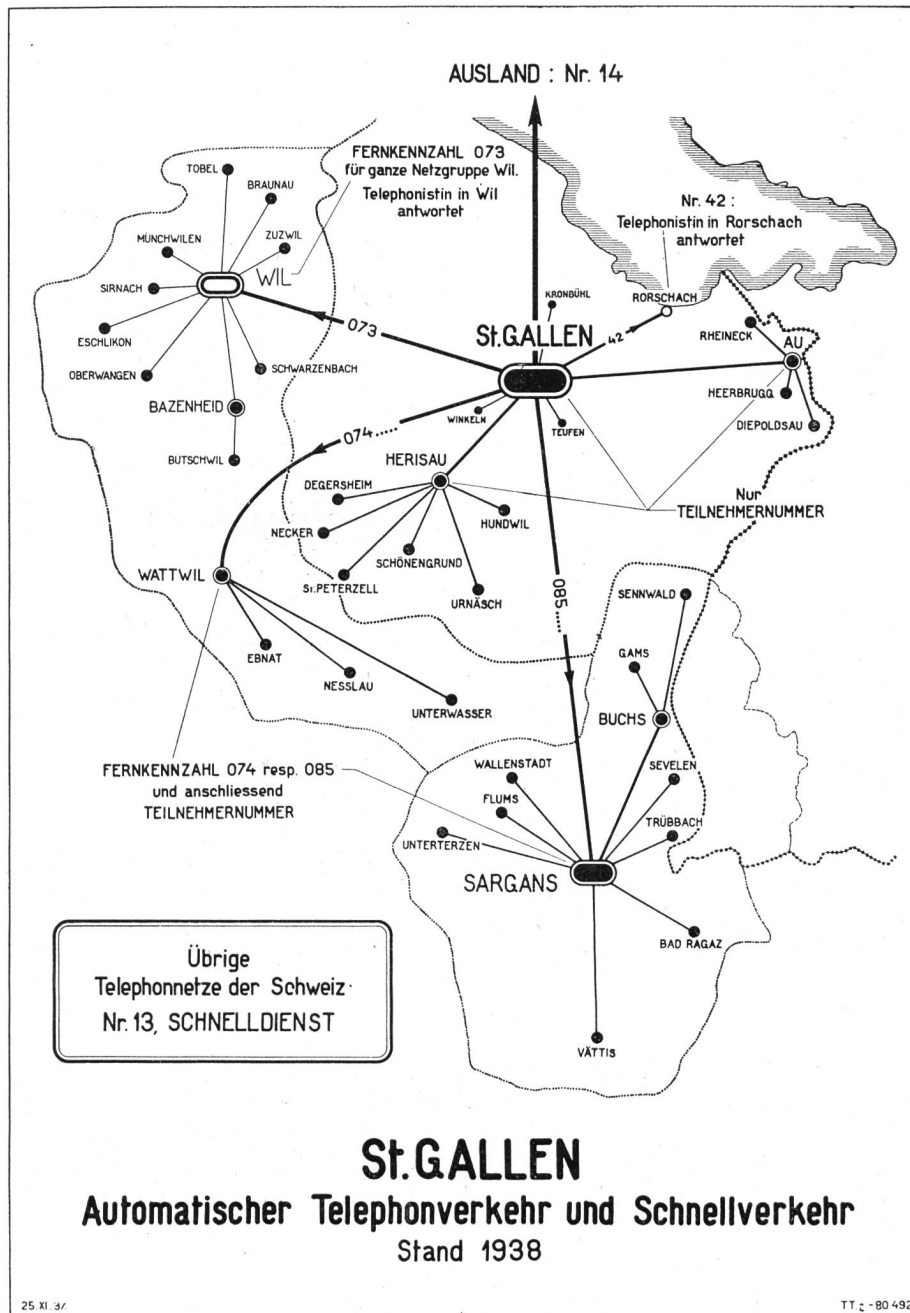 AUSLAND : Nr. 14
FERNKENNZAHL 073
für ganze Netzgruppe Wil.
Telephonistin in Wil
antwortet
Nr. 42 :
Telephonistin in Rorschach
antwortet
TOBEL
BRAUNAU
MÜNCHWILEN
ZUZWIL
WIL
SIRNACH
ESCHLIKON
OBERWANGEN
SCHWARZENBACH
BAZENHEID
BÜTSCHWIL
073
KRONBÜHL
St.GALLEN
42
RORSCHACH
RHEINECK
AU
HEERBRUGG
DIEPOLDSAU
WINKELN
TEUFEN
074.....
HERISAU
DEGERSHEIM
NECKER
HUNDWIL
SCHÖNENGRUND
St.PETERZELL
URNÄSCH
Nur
TEILNEHMERNUMMER
WATTWIL
EBNAT
NESSLAU
UNTERWASSER
085.....
SENNWALD
GAMS
BUCHS
FERNKENNZAHL 074 resp. 085
und anschliessend
TEILNEHMERNUMMER
WALLENSTADT
FLUMS
UNTERTERZEN
SEVELEN
TRÜBBACH
SARGANS
BAD RAGAZ
VÄTTIS
Übrige
Telephonnetze der Schweiz
Nr. 13, SCHNELLDIENST
St.GALLEN
Automatischer Telephonverkehr und Schnellverkehr
Stand 1938
25.XI.37.